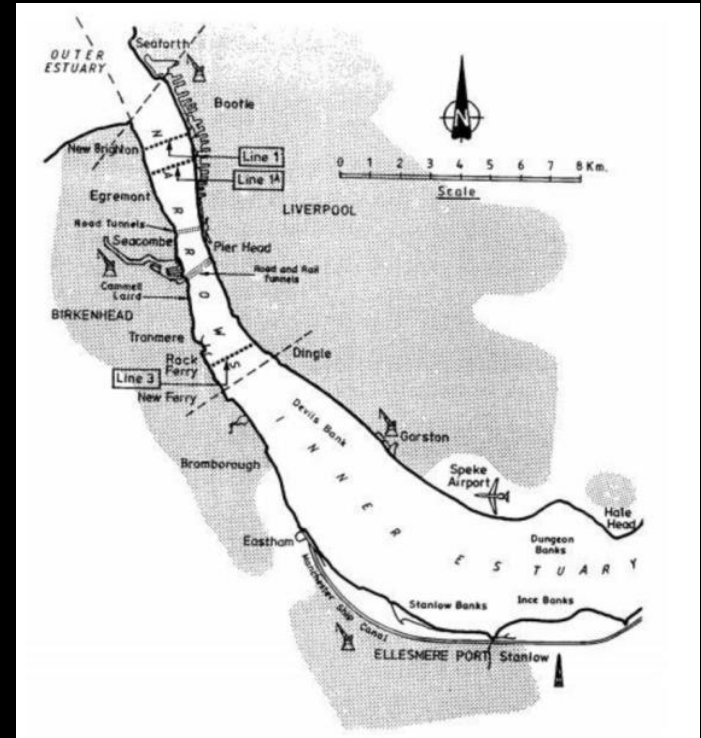 OUTER
ESTUARY
Seaforth
Bootle
N
New Brighton
Line 1
0 1 2 3 4 5 6 7 8 Km.
Scale
Line 1A
A
Egremont
R
LIVERPOOL
Road Tunnels
Seacombe
R
Pier Head
Road and Rail
Tunnels
Cammell
Laird
O
BIRKENHEAD
W
Tranmere
Dingle
Rock
Ferry
S
Line 3
New Ferry
Devils Bank
Garston
Bromborough
Speke
Airport
Hale
Head
INNER ESTUARY
Eastham
Dungeon
Banks
Manchester Ship Canal
Stanlow Banks
Ince Banks
ELLESMERE PORT
Stanlow
N